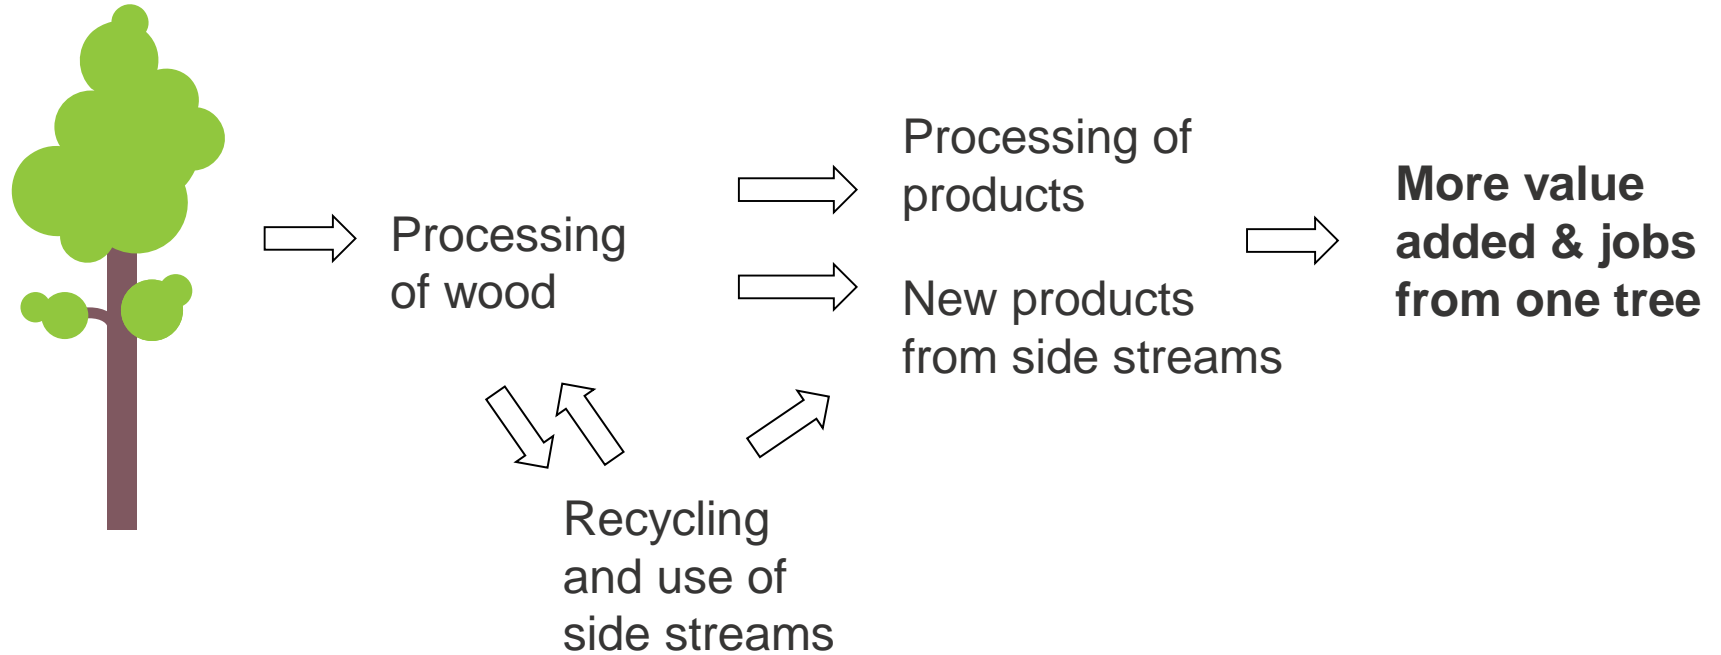 Processing
of wood
Processing of
products
New products
from side streams
Recycling
and use of
side streams
More value
added & jobs
from one tree